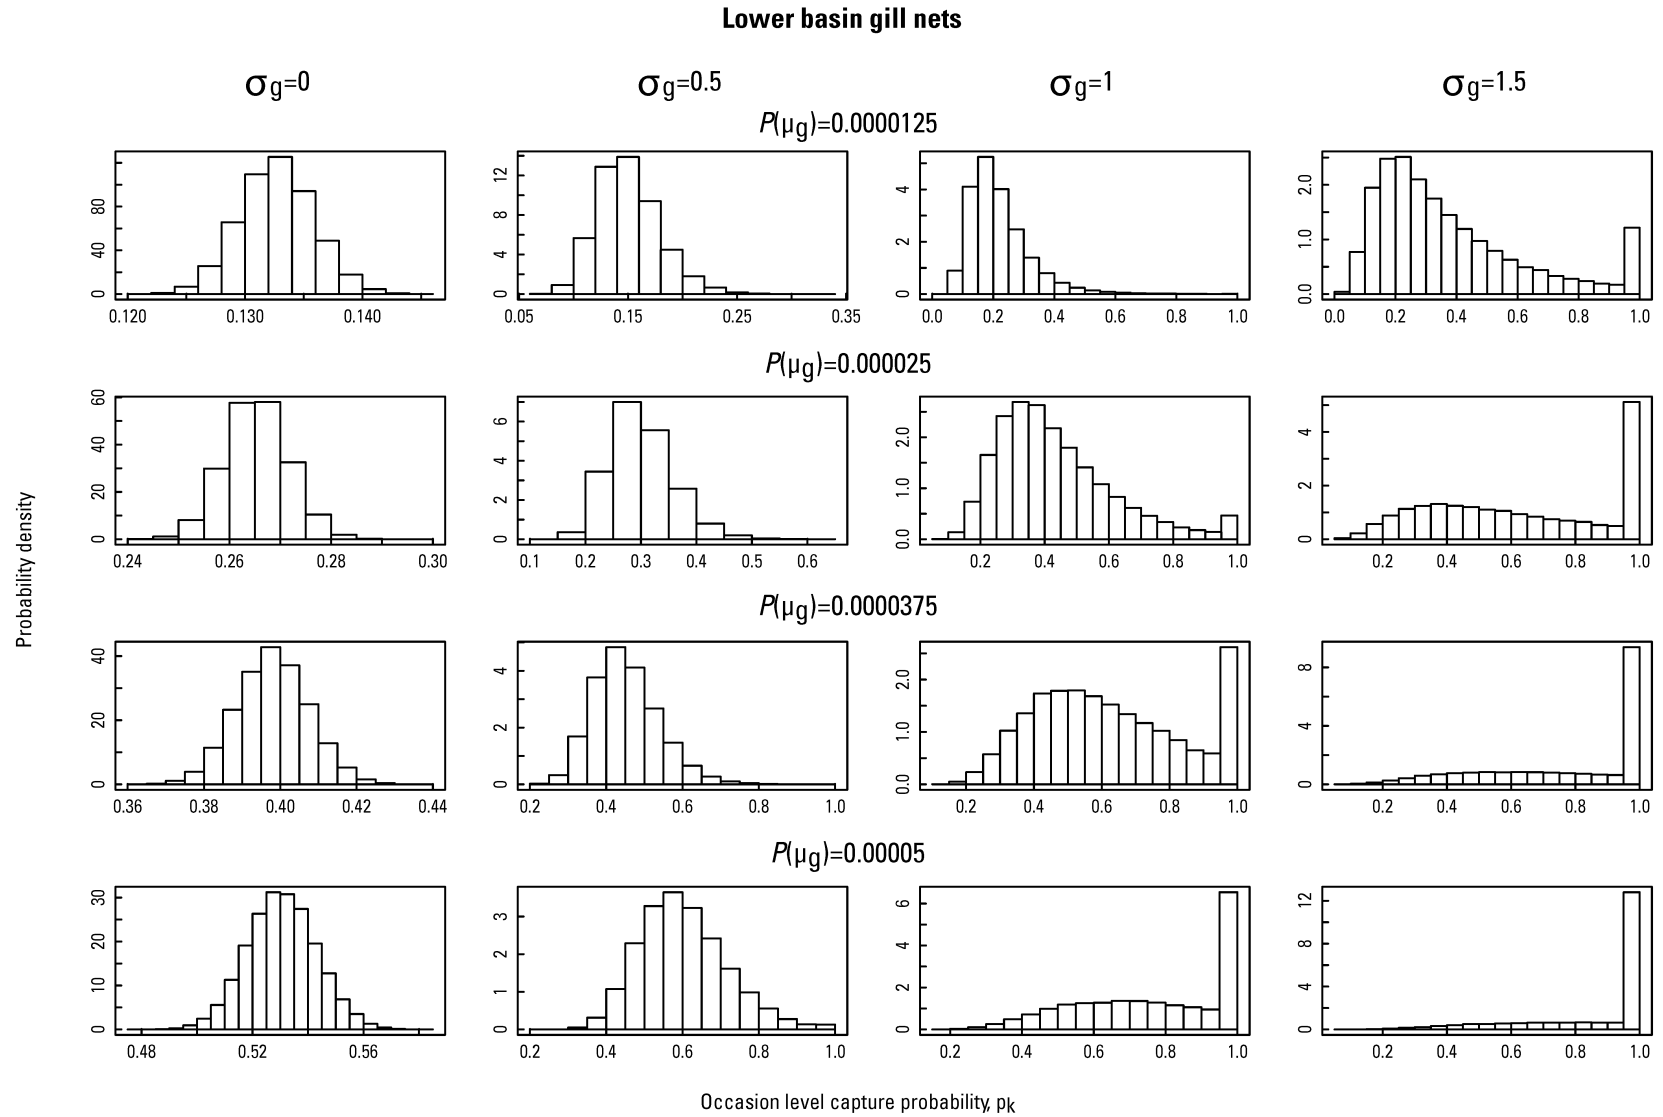 Lower basin gill nets
σg=0 σg=0.5 σg=1 σg=1.5
P(μg)=0.0000125
80 40 0
0.120 0.130 0.140
12 8 4 0
0.05 0.15 0.25 0.35
4 2 0
0.0 0.2 0.4 0.6 0.8 1.0
2.0 1.0 0.0
0.0 0.2 0.4 0.6 0.8 1.0
P(μg)=0.000025
60 40 20 0
0.24 0.26 0.28 0.30
6 4 2 0
0.1 0.2 0.3 0.4 0.5 0.6
2.0 1.0 0.0
0.2 0.4 0.6 0.8 1.0
4 2 0
0.2 0.4 0.6 0.8 1.0
Probability density
P(μg)=0.0000375
40 20 0
0.36 0.38 0.40 0.42 0.44
4 2 0
0.2 0.4 0.6 0.8 1.0
2.0 1.0 0.0
0.2 0.4 0.6 0.8 1.0
8 4 0
0.2 0.4 0.6 0.8 1.0
P(μg)=0.00005
30 20 10 0
0.48 0.52 0.56
3 2 1 0
0.2 0.4 0.6 0.8 1.0
6 4 2 0
0.2 0.4 0.6 0.8 1.0
12 8 4 0
0.2 0.4 0.6 0.8 1.0
Occasion level capture probability, pk